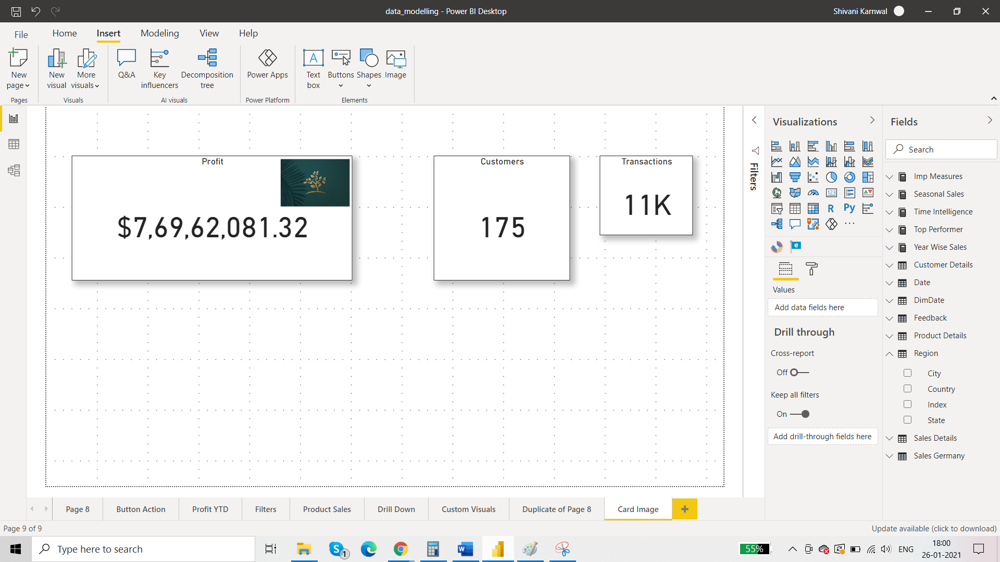 data_modelling - Power BI Desktop
Shivani Karnwal
File
Home
Insert
Modeling
View
Help
New
page
New
visual
More
visuals
Q&A
Key
influencers
Decomposition
tree
Power Apps
Text
box
Buttons
Shapes
Image
Pages
Visuals
AI visuals
Power Platform
Elements
Profit
$7,69,62,081.32
Customers
175
Transactions
11K
Filters
Visualizations
123
R
Py
Values
Add data fields here
Drill through
Cross-report
Off
Keep all filters
On
Add drill-through fields here
Fields
Search
Imp Measures
Seasonal Sales
Time Intelligence
Top Performer
Year Wise Sales
Customer Details
Date
DimDate
Feedback
Product Details
Region
City
Country
Index
State
Sales Details
Sales Germany
Page 8
Button Action
Profit YTD
Filters
Product Sales
Drill Down
Custom Visuals
Duplicate of Page 8
Card Image
Page 9 of 9
Update available (click to download)
Type here to search
1
55%
ENG
18:00
26-01-2021